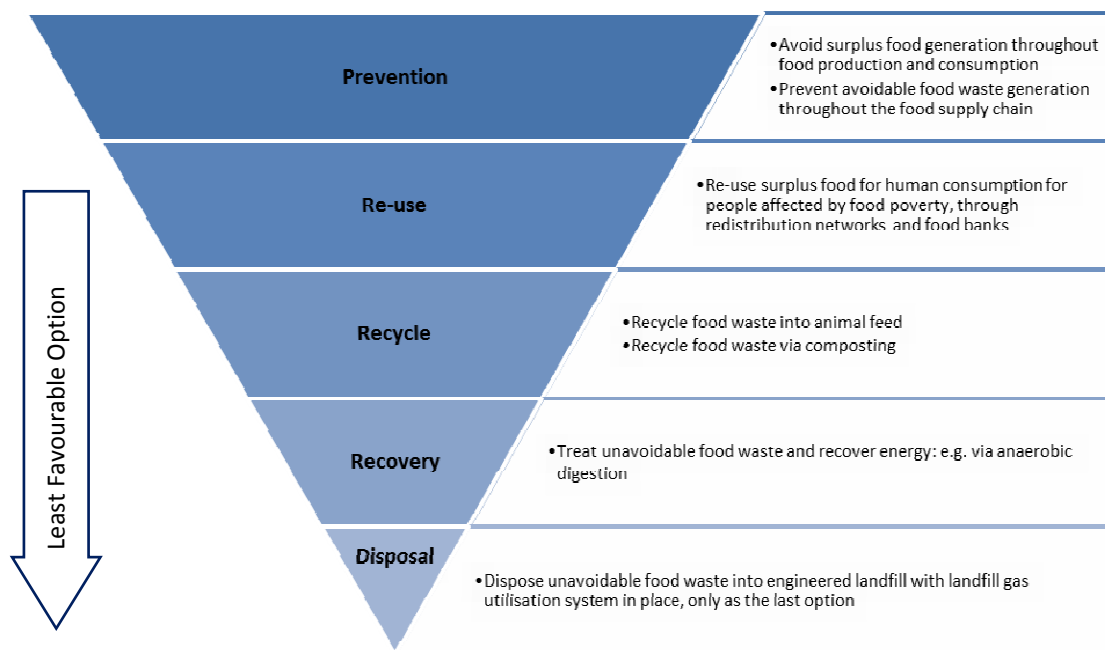 Prevention
•Avoid surplus food generation throughout
food production and consumption
•Prevent avoidable food waste generation
throughout the food supply chain
Re-use
•Re-use surplus food for human consumption for
people affected by food poverty, through
redistribution networks and food banks
Recycle
•Recycle food waste into animal feed
•Recycle food waste via composting
Recovery
•Treat unavoidable food waste and recover energy: e.g. via anaerobic
digestion
Disposal
•Dispose unavoidable food waste into engineered landfill with landfill gas
utilisation system in place, only as the last option
Least Favourable Option